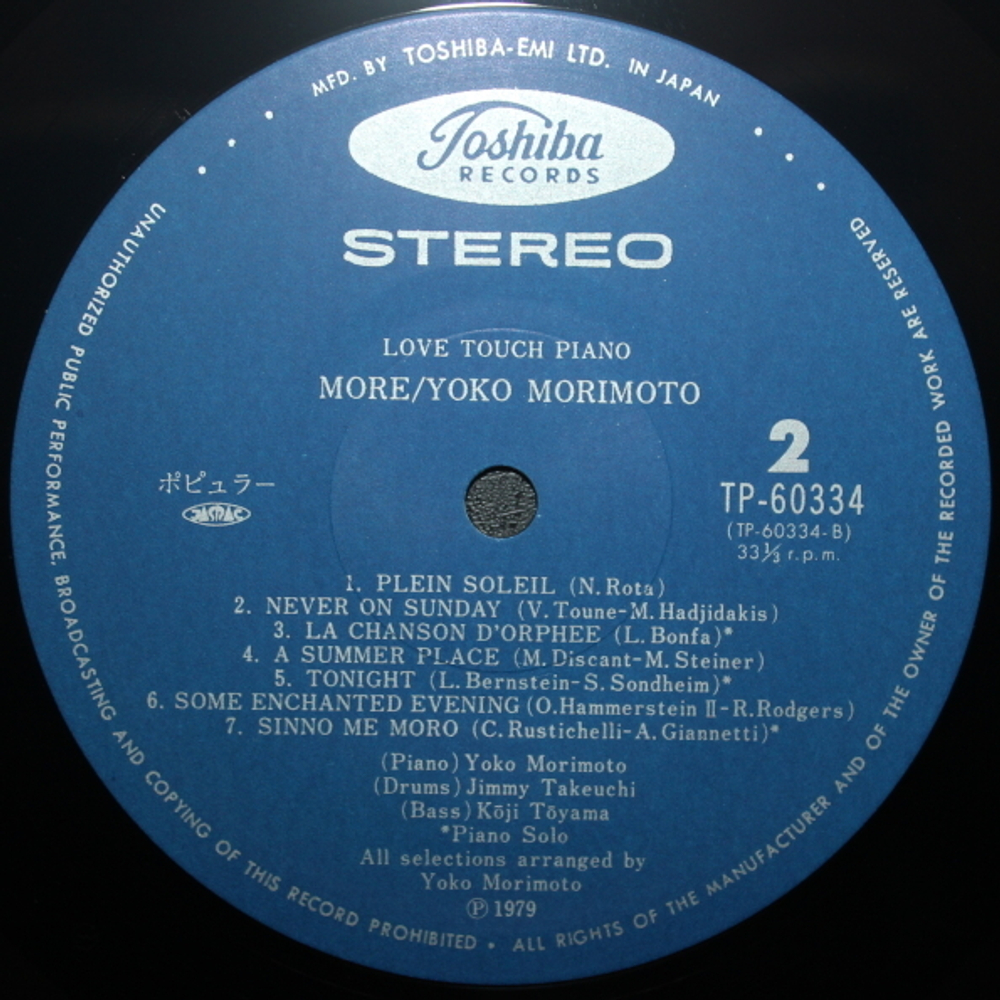 MFD. BY TOSHIBA-EMI LTD. IN JAPAN
Toshiba
RECORDS
STEREO
LOVE TOUCH PIANO
MORE/YOKO MORIMOTO
2
ポピュラー
TP-60334
JASRAC
(TP-60334-B)
33⅓ r.p.m.
1. PLEIN SOLEIL (N. Rota)
2. NEVER ON SUNDAY (V. Toune-M. Hadjidakis)
3. LA CHANSON D'ORPHEE (L. Bonfa)*
4. A SUMMER PLACE (M. Discant-M. Steiner)
5. TONIGHT (L. Bernstein-S. Sondheim)*
6. SOME ENCHANTED EVENING (O. Hammerstein II-R. Rodgers)
7. SINNO ME MORO (C. Rustichelli-A. Giannetti)*
(Piano) Yoko Morimoto
(Drums) Jimmy Takeuchi
(Bass) Kōji Tōyama
*Piano Solo
All selections arranged by
Yoko Morimoto
Ⓟ 1979
UNAUTHORIZED PUBLIC PERFORMANCE, BROADCASTING AND COPYING OF THIS RECORD PROHIBITED • ALL RIGHTS OF THE MANUFACTURER AND OF THE OWNER OF THE RECORDED WORK ARE RESERVED